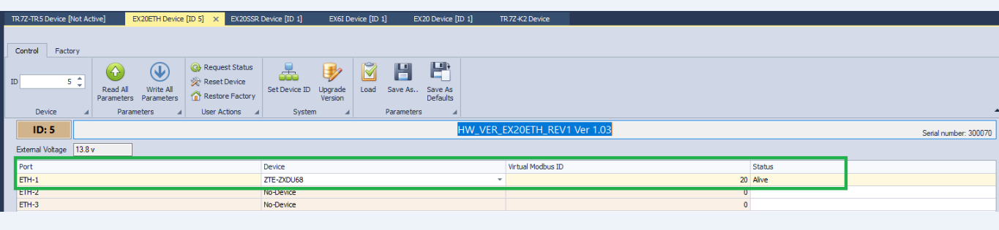 TR7Z-TR5 Device [Not Active] EX20ETH Device [ID 5] × EX20SSR Device [ID 1] EX6I Device [ID 1] EX20 Device [ID 1] TR7Z-K2 Device
Control Factory
ID 5
Read All Parameters
Write All Parameters
Request Status
Reset Device
Restore Factory
Set Device ID
Upgrade Version
Load
Save As..
Save As Defaults
Device Parameters User Actions System Parameters
ID: 5 HW_VER_EX20ETH_REV1 Ver 1.03 Serial number: 300070
External Voltage 13.8 v
Port Device Virtual Modbus ID Status
ETH-1 ZTE-ZXDU68 20 Alive
ETH-2 No-Device 0
ETH-3 No-Device 0